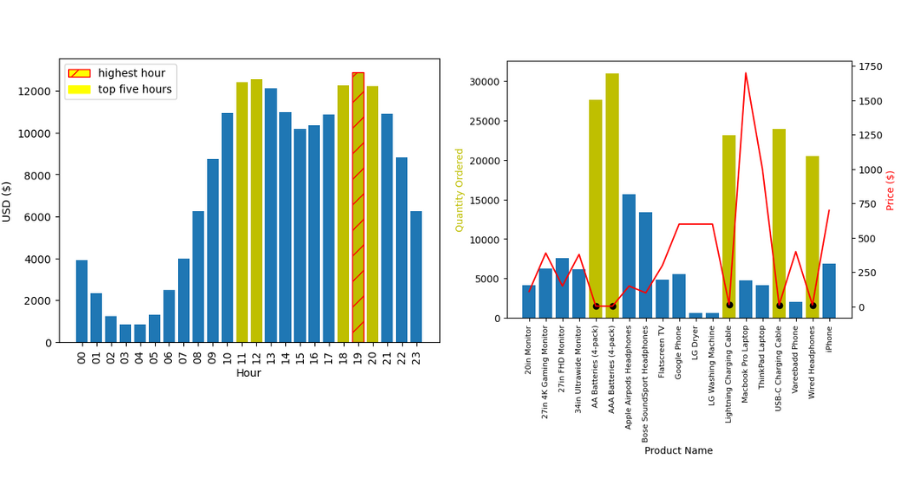 highest hour
top five hours
12000
10000
8000
6000
4000
2000
0
USD ($)
00
01
02
03
04
05
06
07
08
09
10
11
12
13
14
15
16
17
18
19
20
21
22
23
Hour
30000
25000
20000
15000
10000
5000
0
Quantity Ordered
1750
1500
1250
1000
750
500
250
0
Price ($)
20in Monitor
27in 4K Gaming Monitor
27in FHD Monitor
34in Ultrawide Monitor
AA Batteries (4-pack)
AAA Batteries (4-pack)
Apple Airpods Headphones
Bose SoundSport Headphones
Flatscreen TV
Google Phone
LG Dryer
LG Washing Machine
Lightning Charging Cable
Macbook Pro Laptop
ThinkPad Laptop
USB-C Charging Cable
Vareebadd Phone
Wired Headphones
iPhone
Product Name